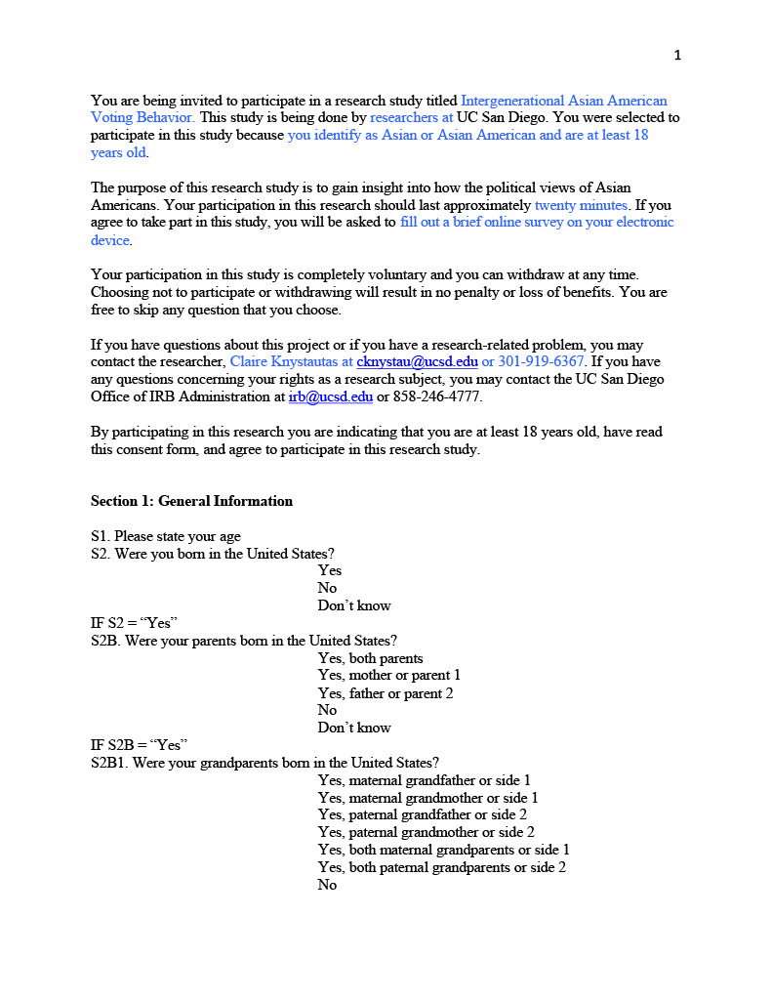 1
You are being invited to participate in a research study titled Intergenerational Asian American
Voting Behavior. This study is being done by researchers at UC San Diego. You were selected to
participate in this study because you identify as Asian or Asian American and are at least 18
years old.
The purpose of this research study is to gain insight into how the political views of Asian
Americans. Your participation in this research should last approximately twenty minutes. If you
agree to take part in this study, you will be asked to fill out a brief online survey on your electronic
device.
Your participation in this study is completely voluntary and you can withdraw at any time.
Choosing not to participate or withdrawing will result in no penalty or loss of benefits. You are
free to skip any question that you choose.
If you have questions about this project or if you have a research-related problem, you may
contact the researcher, Claire Knystautas at cknystau@ucsd.edu or 301-919-6367. If you have
any questions concerning your rights as a research subject, you may contact the UC San Diego
Office of IRB Administration at irb@ucsd.edu or 858-246-4777.
By participating in this research you are indicating that you are at least 18 years old, have read
this consent form, and agree to participate in this research study.
Section 1: General Information
S1. Please state your age
S2. Were you born in the United States?
Yes
No
Don’t know
IF S2 = “Yes”
S2B. Were your parents born in the United States?
Yes, both parents
Yes, mother or parent 1
Yes, father or parent 2
No
Don’t know
IF S2B = “Yes”
S2B1. Were your grandparents born in the United States?
Yes, maternal grandfather or side 1
Yes, maternal grandmother or side 1
Yes, paternal grandfather or side 2
Yes, paternal grandmother or side 2
Yes, both maternal grandparents or side 1
Yes, both paternal grandparents or side 2
No